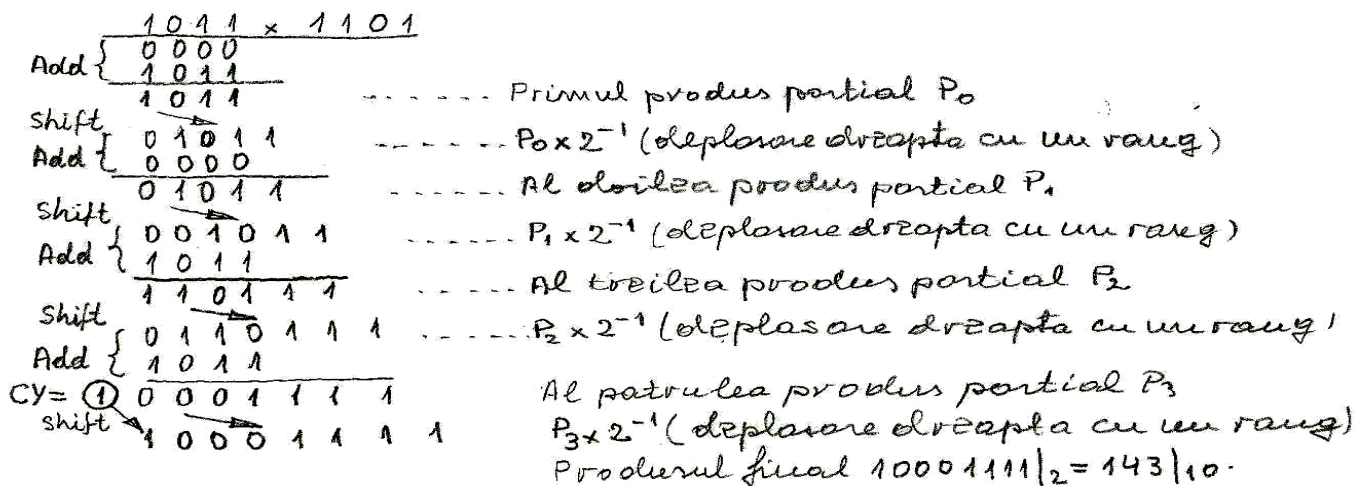 1011 × 1101
Add { 0000
1011
1011 ...... Primul produs partial P₀
Shift
Add { 01011 ...... P₀ × 2⁻¹ (deplasare dreapta cu un rang)
0000
01011 ...... Al doilea produs partial P₁
Shift
Add { 001011 ...... P₁ × 2⁻¹ (deplasare dreapta cu un rang)
1011
110111 ...... Al treilea produs partial P₂
Shift
Add { 0110111 ...... P₂ × 2⁻¹ (deplasare dreapta cu un rang)
1011
CY = 1 0001111 Al patrulea produs partial P₃
Shift 10001111 P₃ × 2⁻¹ (deplasare dreapta cu un rang)
Produsul final 10001111|₂ = 143|₁₀.